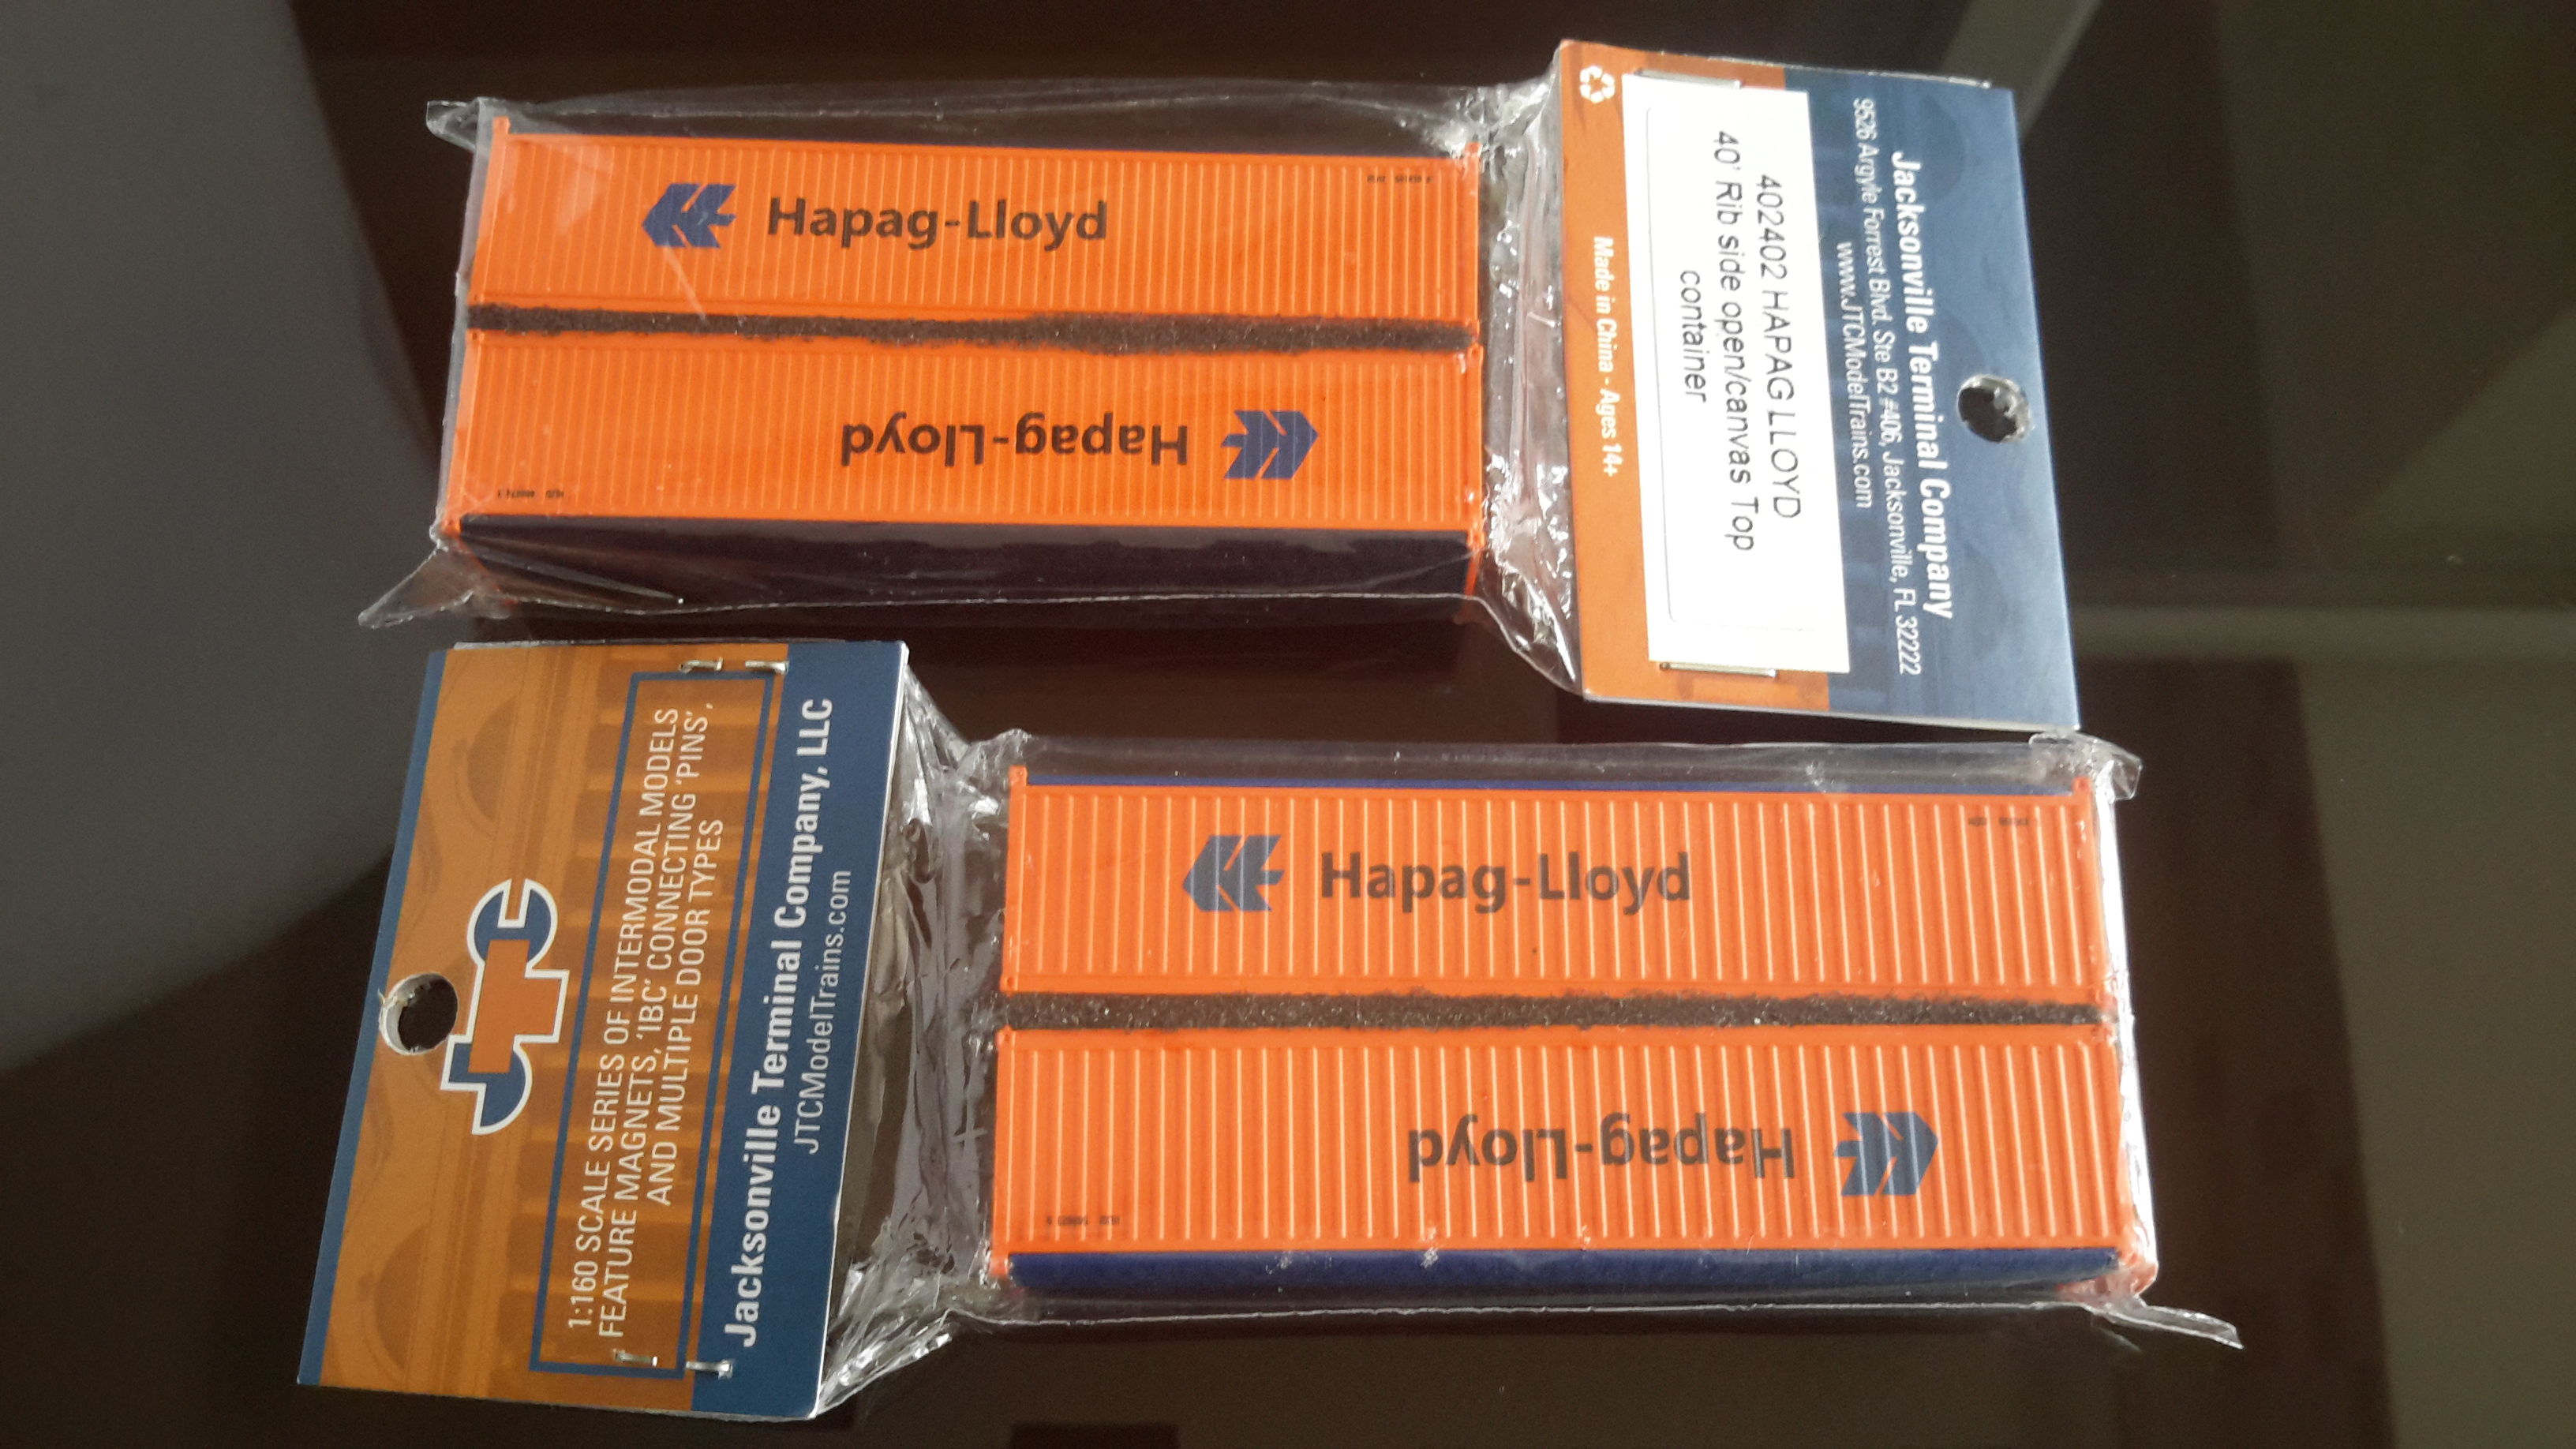 Hapag-Lloyd
Hapag-Lloyd
Jacksonville Terminal Company
9526 Argyle Forrest Blvd. Ste B2 #406, Jacksonville, FL 32222
www.JTCModelTrains.com
402402 HAPAG LLOYD
40' Rib side open/canvas Top
container
Made in China - Ages 14+
JTC
1:160 SCALE SERIES OF INTERMODAL MODELS
FEATURE MAGNETS, 'IBC' CONNECTING 'PINS',
AND MULTIPLE DOOR TYPES
Jacksonville Terminal Company, LLC
JTCModelTrains.com
Hapag-Lloyd
Hapag-Lloyd